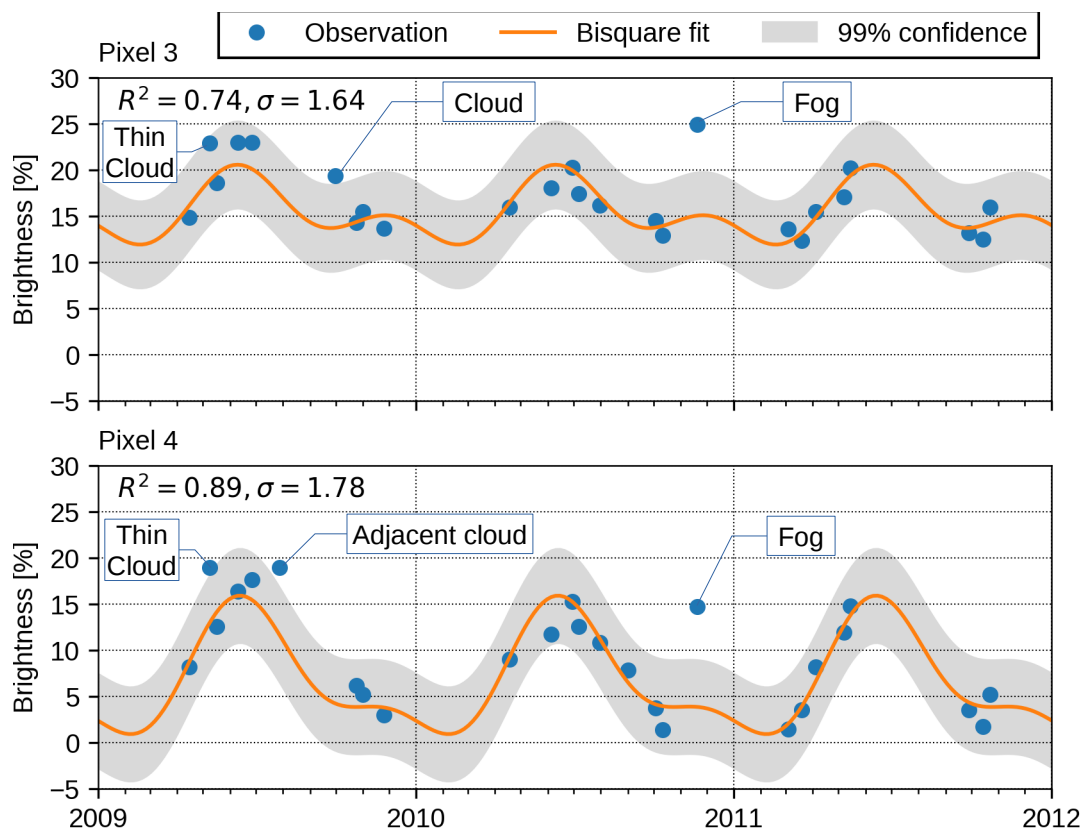 Observation Bisquare fit 99% confidence
Pixel 3
R² = 0.74, σ = 1.64
Thin
Cloud
Cloud
Fog
Brightness [%]
30
25
20
15
10
5
0
−5
Pixel 4
R² = 0.89, σ = 1.78
Thin
Cloud
Adjacent cloud
Fog
Brightness [%]
30
25
20
15
10
5
0
−5
2009 2010 2011 2012